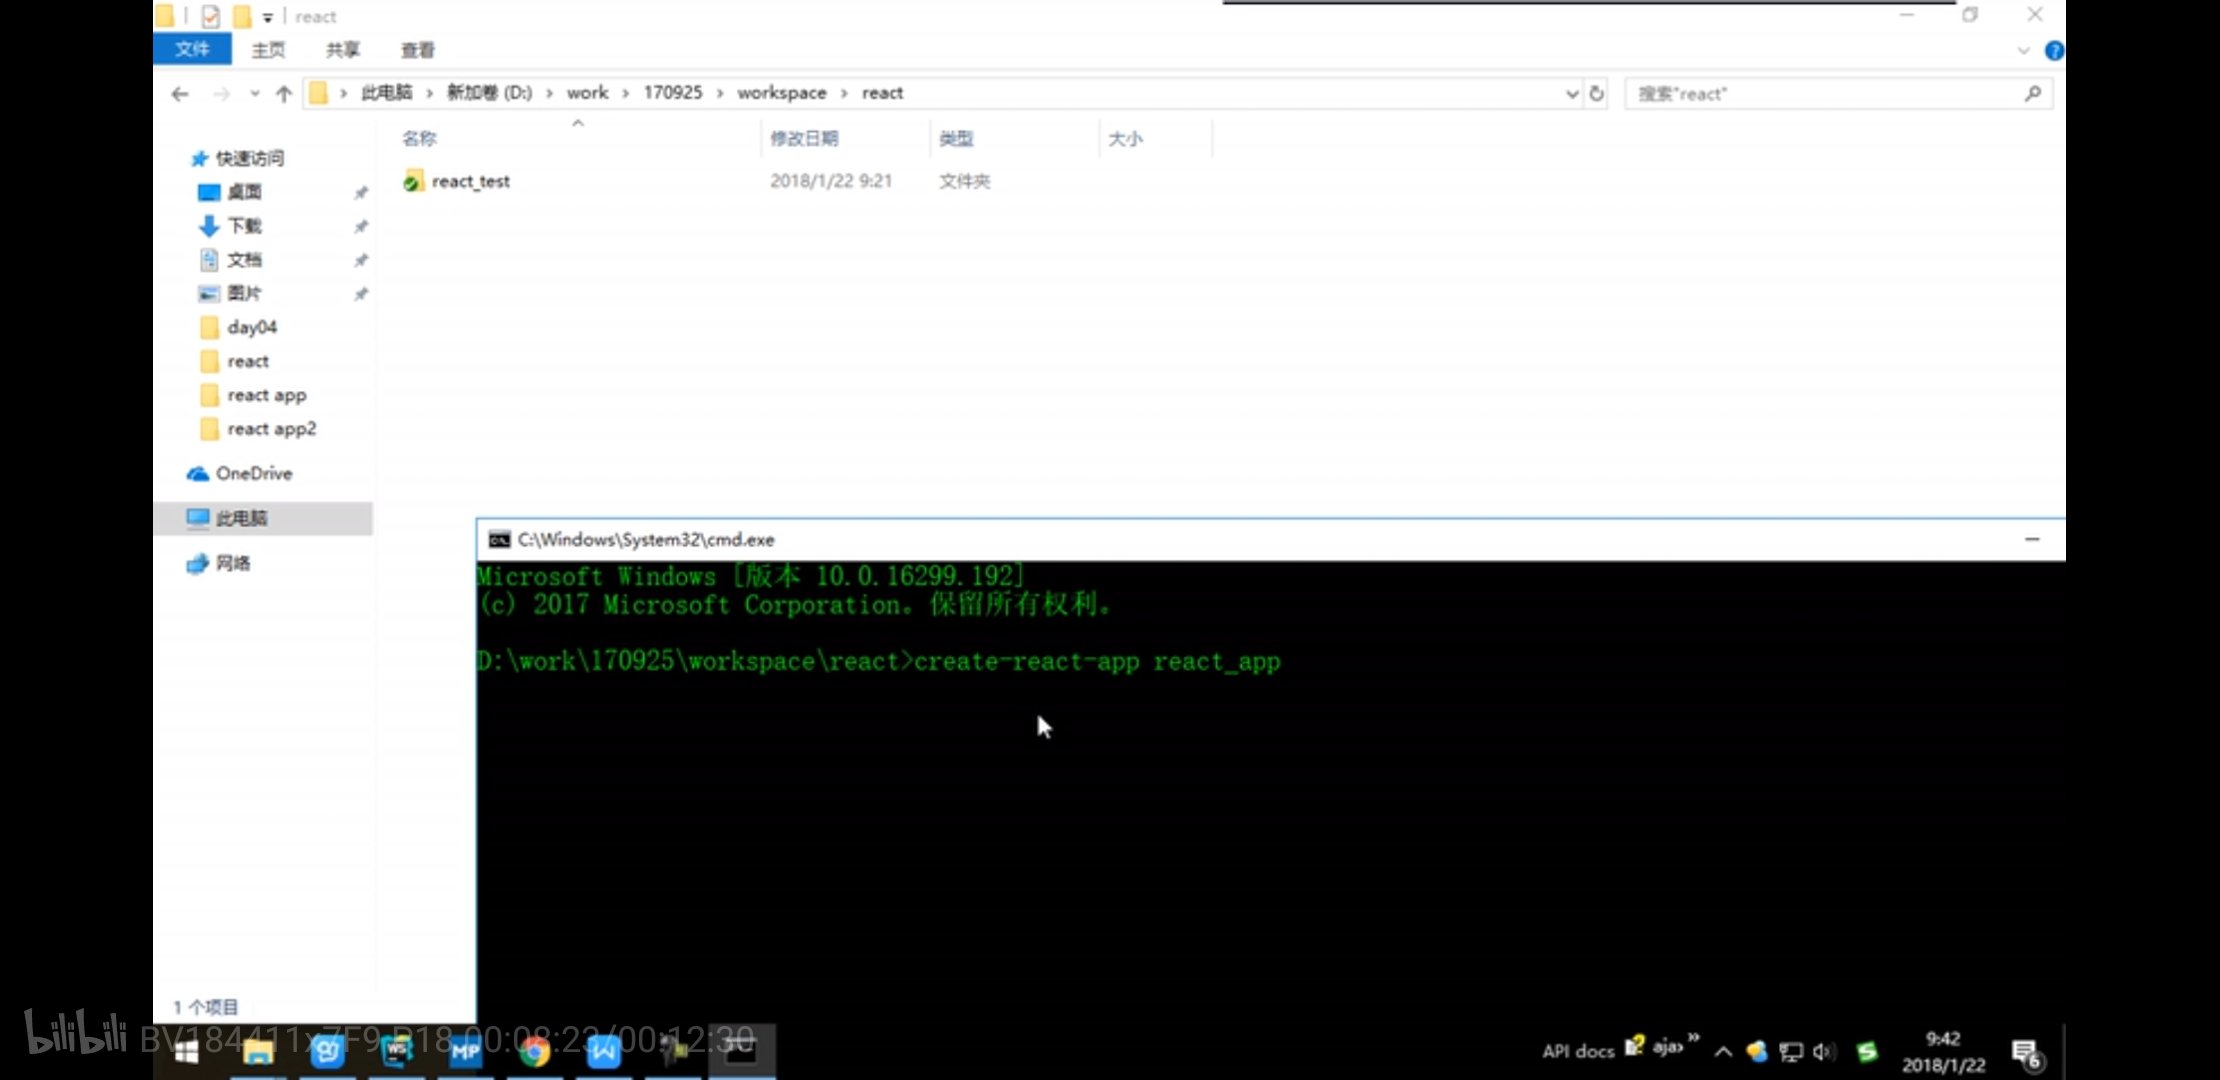 react
文件 主页 共享 查看
此电脑 > 新加卷 (D:) > work > 170925 > workspace > react
搜索"react"
名称 修改日期 类型 大小
react_test 2018/1/22 9:21 文件夹
快速访问
桌面
下载
文档
图片
day04
react
react app
react app2
OneDrive
此电脑
网络
C:\Windows\System32\cmd.exe
Microsoft Windows [版本 10.0.16299.192]
(c) 2017 Microsoft Corporation。保留所有权利。
D:\work\170925\workspace\react>create-react-app react_app
1 个项目
bilibili 00:08:23/00:12:30
WS
MP
API docs
9:42
2018/1/22
6